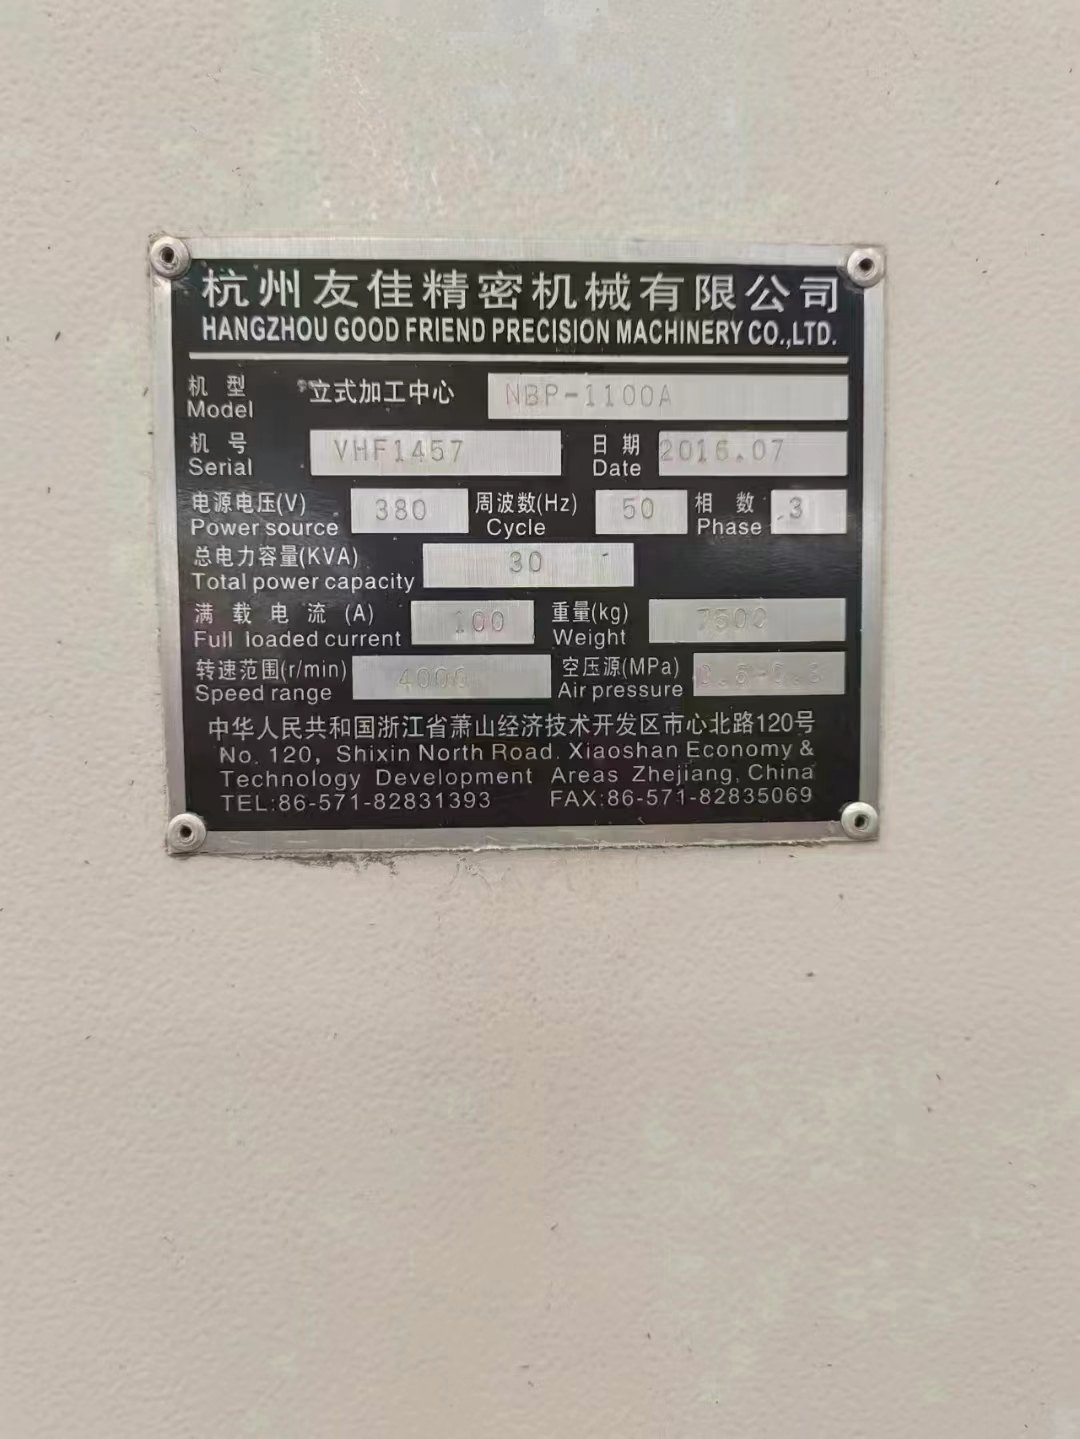 杭州友佳精密机械有限公司
HANGZHOU GOOD FRIEND PRECISION MACHINERY CO.,LTD.
机 型 立式加工中心 NBP-1100A
Model
机 号 VHF1457 日 期 2016.07
Serial Date
电源电压(V) 380 周波数(Hz) 50 相 数 3
Power source Cycle Phase
总电力容量(KVA) 30
Total power capacity
满 载 电 流 (A) 100 重量(kg) 7500
Full loaded current Weight
转速范围(r/min) 4000 空压源(MPa)
Speed range Air pressure
中华人民共和国浙江省萧山经济技术开发区市心北路120号
No. 120, Shixin North Road. Xiaoshan Economy &
Technology Development Areas Zhejiang, China
TEL:86-571-82831393 FAX:86-571-82835069